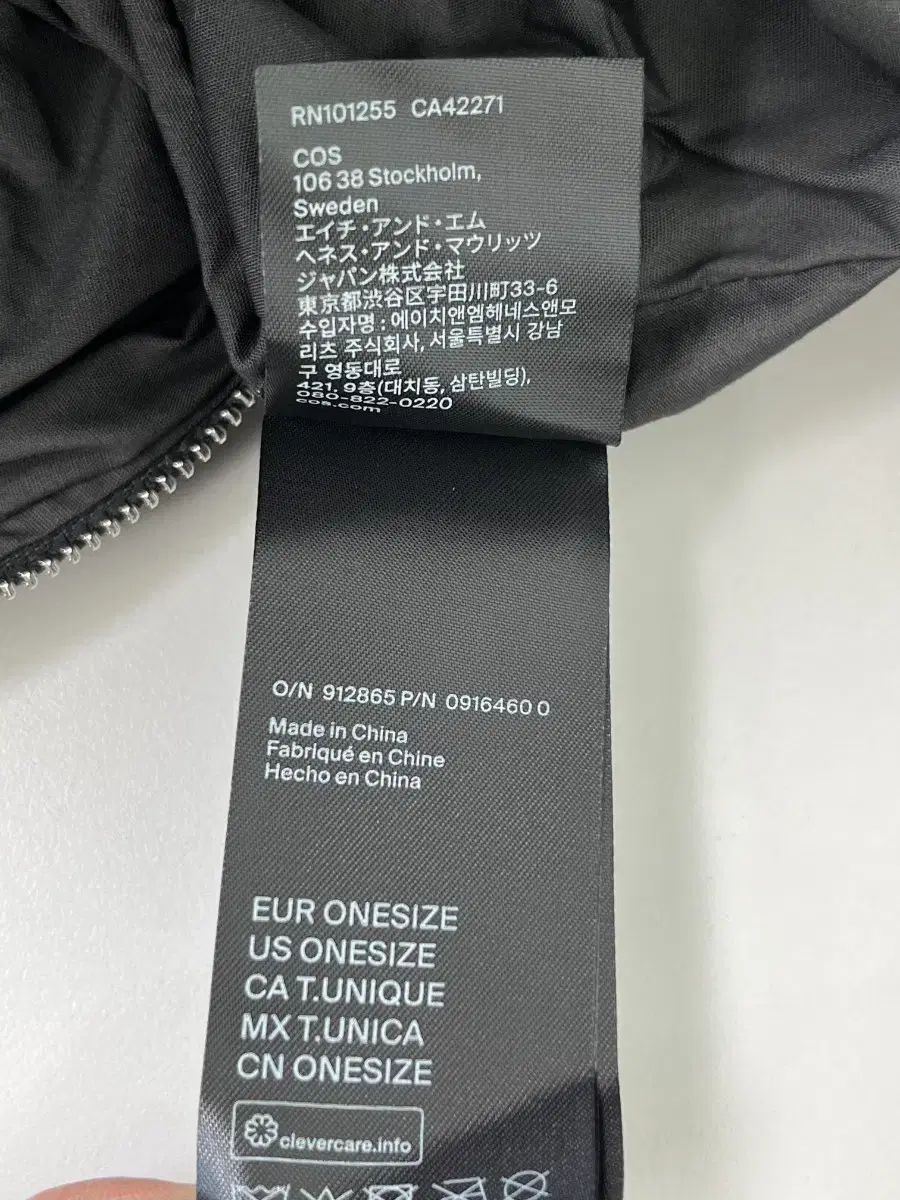 RN101255 CA42271
COS
106 38 Stockholm,
Sweden
エイチ・アンド・エム
ヘネス・アンド・マウリッツ
ジャパン株式会社
東京都渋谷区宇田川町33-6
수입자명 : 에이치앤엠헤네스앤모
리츠 주식회사, 서울특별시 강남
구 영동대로
421, 9층(대치동, 삼탄빌딩),
080-822-0220
cos.com
O/N 912865 P/N 0916460 0
Made in China
Fabriqué en Chine
Hecho en China
EUR ONESIZE
US ONESIZE
CA T.UNIQUE
MX T.UNICA
CN ONESIZE
clevercare.info